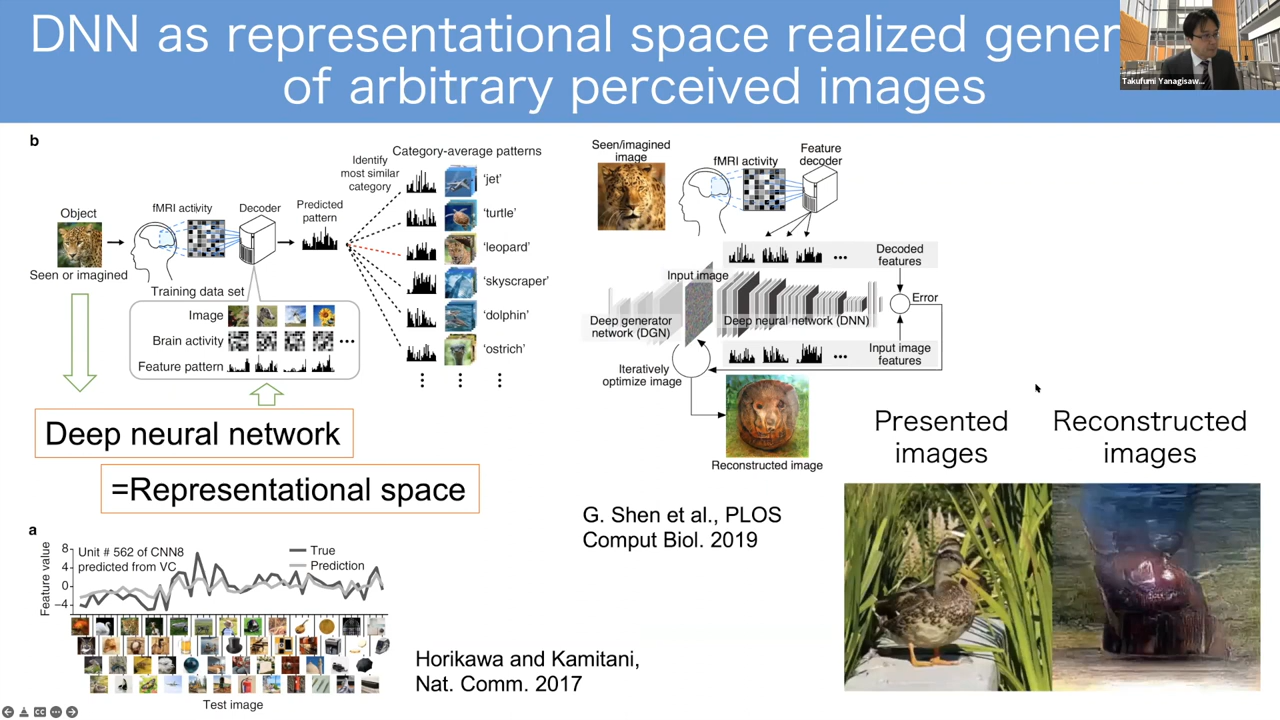 DNN as representational space realized gener
of arbitrary perceived images
Takufumi Yanagisaw...
b
Object
Seen or imagined
fMRI activity
Decoder
Predicted
pattern
Identify
most similar
category
Category-average patterns
'jet'
'turtle'
'leopard'
'skyscraper'
'dolphin'
'ostrich'
Training data set
Image
Brain activity
Feature pattern
Deep neural network
=Representational space
a
Feature value
8
4
0
−4
Unit # 562 of CNN8
predicted from VC
True
Prediction
Test image
Horikawa and Kamitani,
Nat. Comm. 2017
Seen/imagined
image
fMRI activity
Feature
decoder
Decoded
features
Input image
Deep generator
network (DGN)
Deep neural network (DNN)
Error
Input image
features
Iteratively
optimize image
Reconstructed image
G. Shen et al., PLOS
Comput Biol. 2019
Presented
images
Reconstructed
images